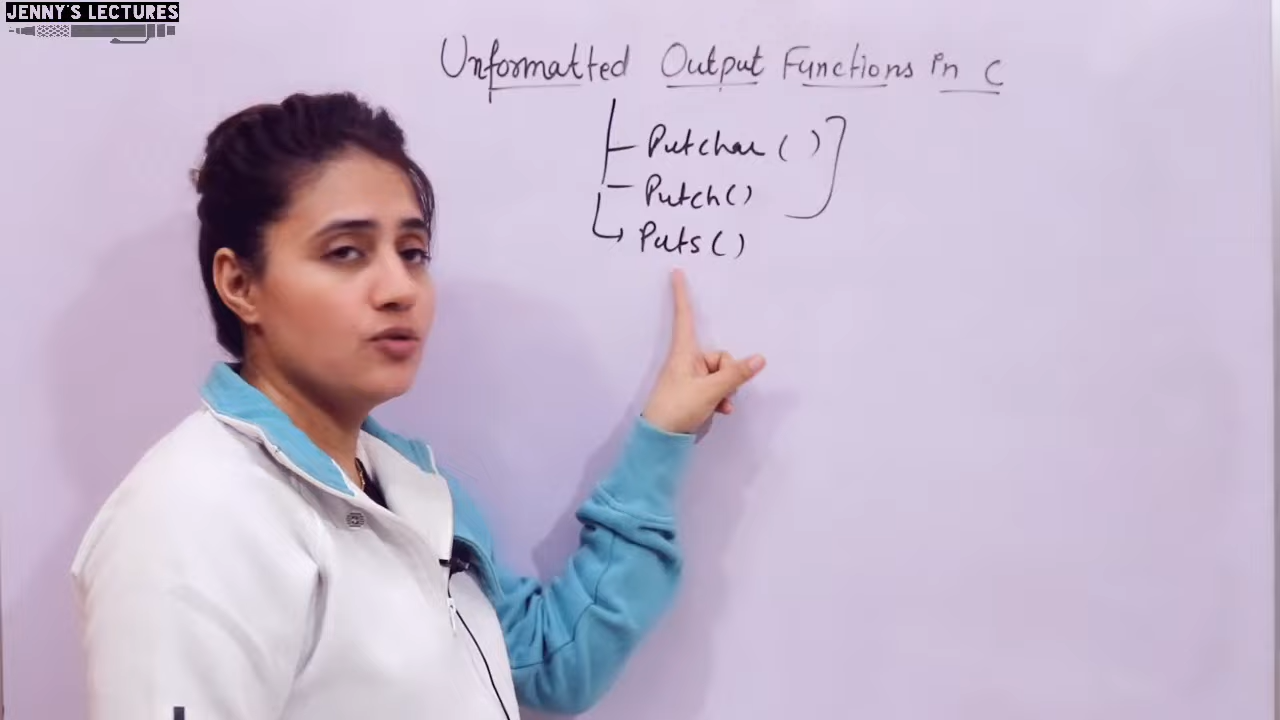 JENNY'S LECTURES
Unformatted Output Functions in C
Putchar ( )
Putch ( )
Puts ( )